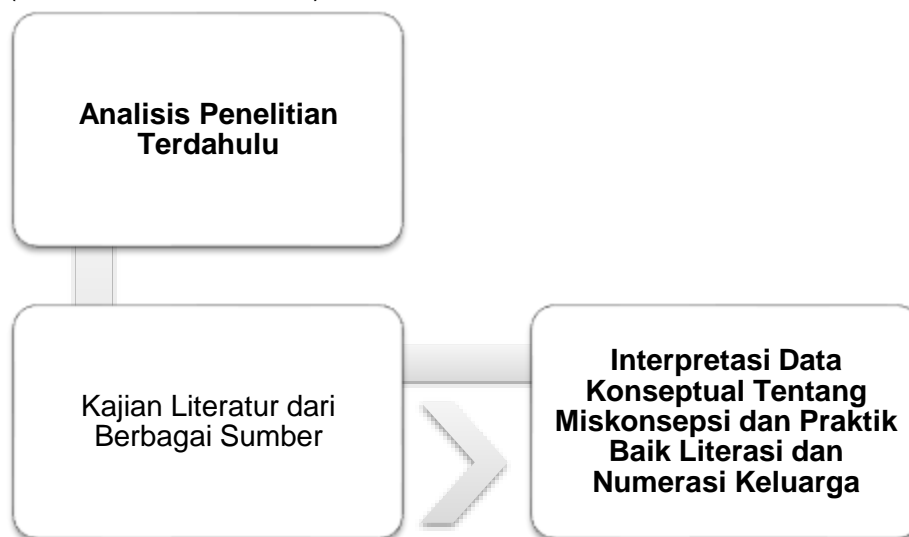 Analisis Penelitian
Terdahulu
Kajian Literatur dari
Berbagai Sumber
Interpretasi Data
Konseptual Tentang
Miskonsepsi dan Praktik
Baik Literasi dan
Numerasi Keluarga